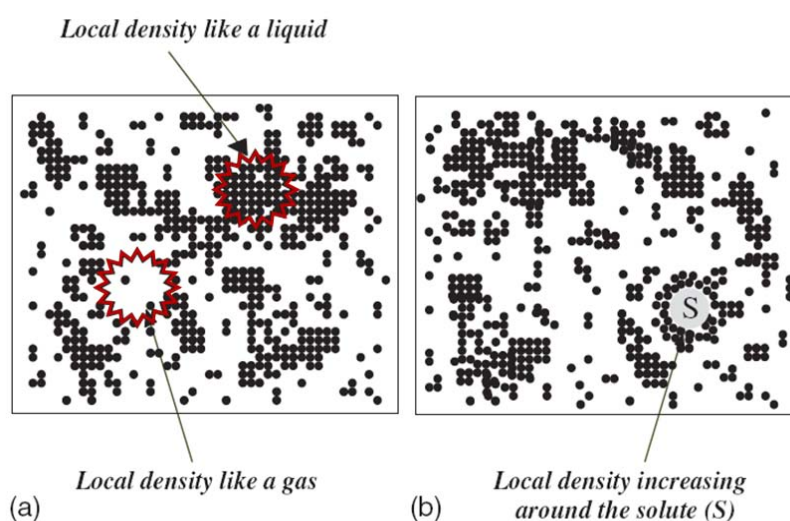 Local density like a liquid
S
Local density like a gas
(a)
Local density increasing
around the solute (S)
(b)